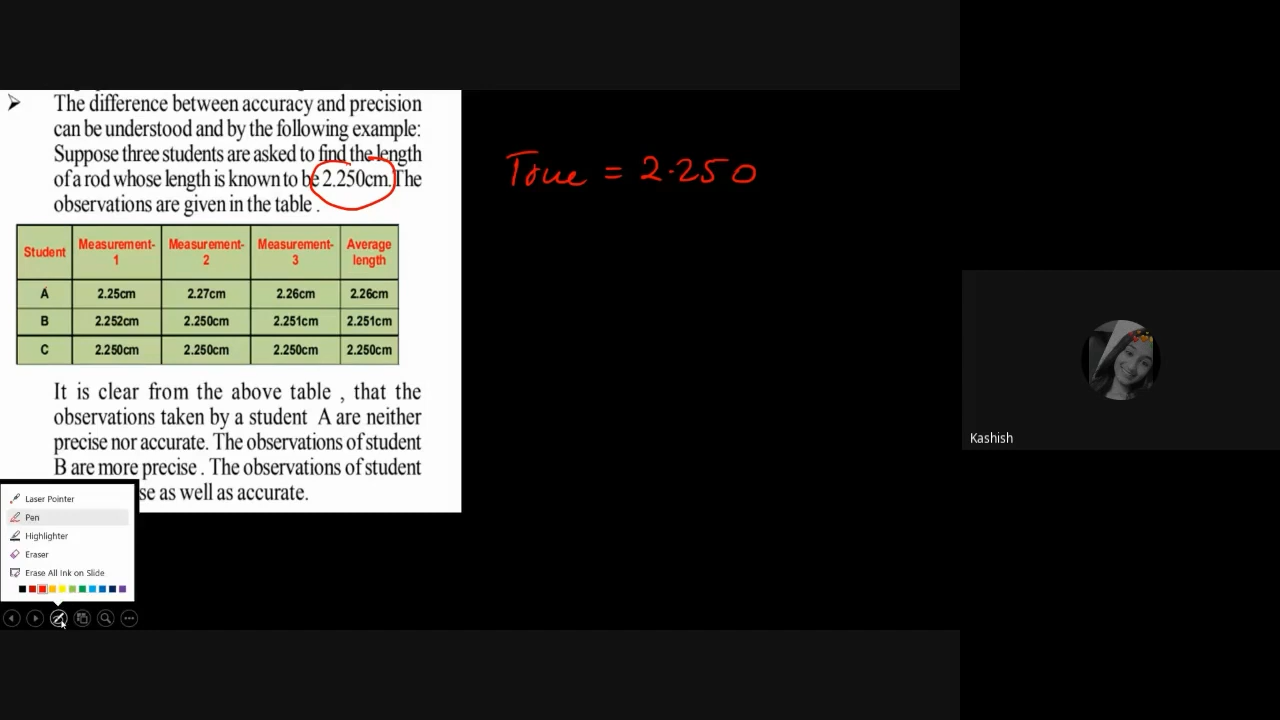 The difference between accuracy and precision
can be understood and by the following example:
Suppose three students are asked to find the length
of a rod whose length is known to be 2.250cm. The
observations are given in the table .
Student Measurement-1 Measurement-2 Measurement-3 Average length
A 2.25cm 2.27cm 2.26cm 2.26cm
B 2.252cm 2.250cm 2.251cm 2.251cm
C 2.250cm 2.250cm 2.250cm 2.250cm
It is clear from the above table , that the
observations taken by a student A are neither
precise nor accurate. The observations of student
B are more precise . The observations of student
se as well as accurate.
True = 2.250
Laser Pointer
Pen
Highlighter
Eraser
Erase All Ink on Slide
Kashish